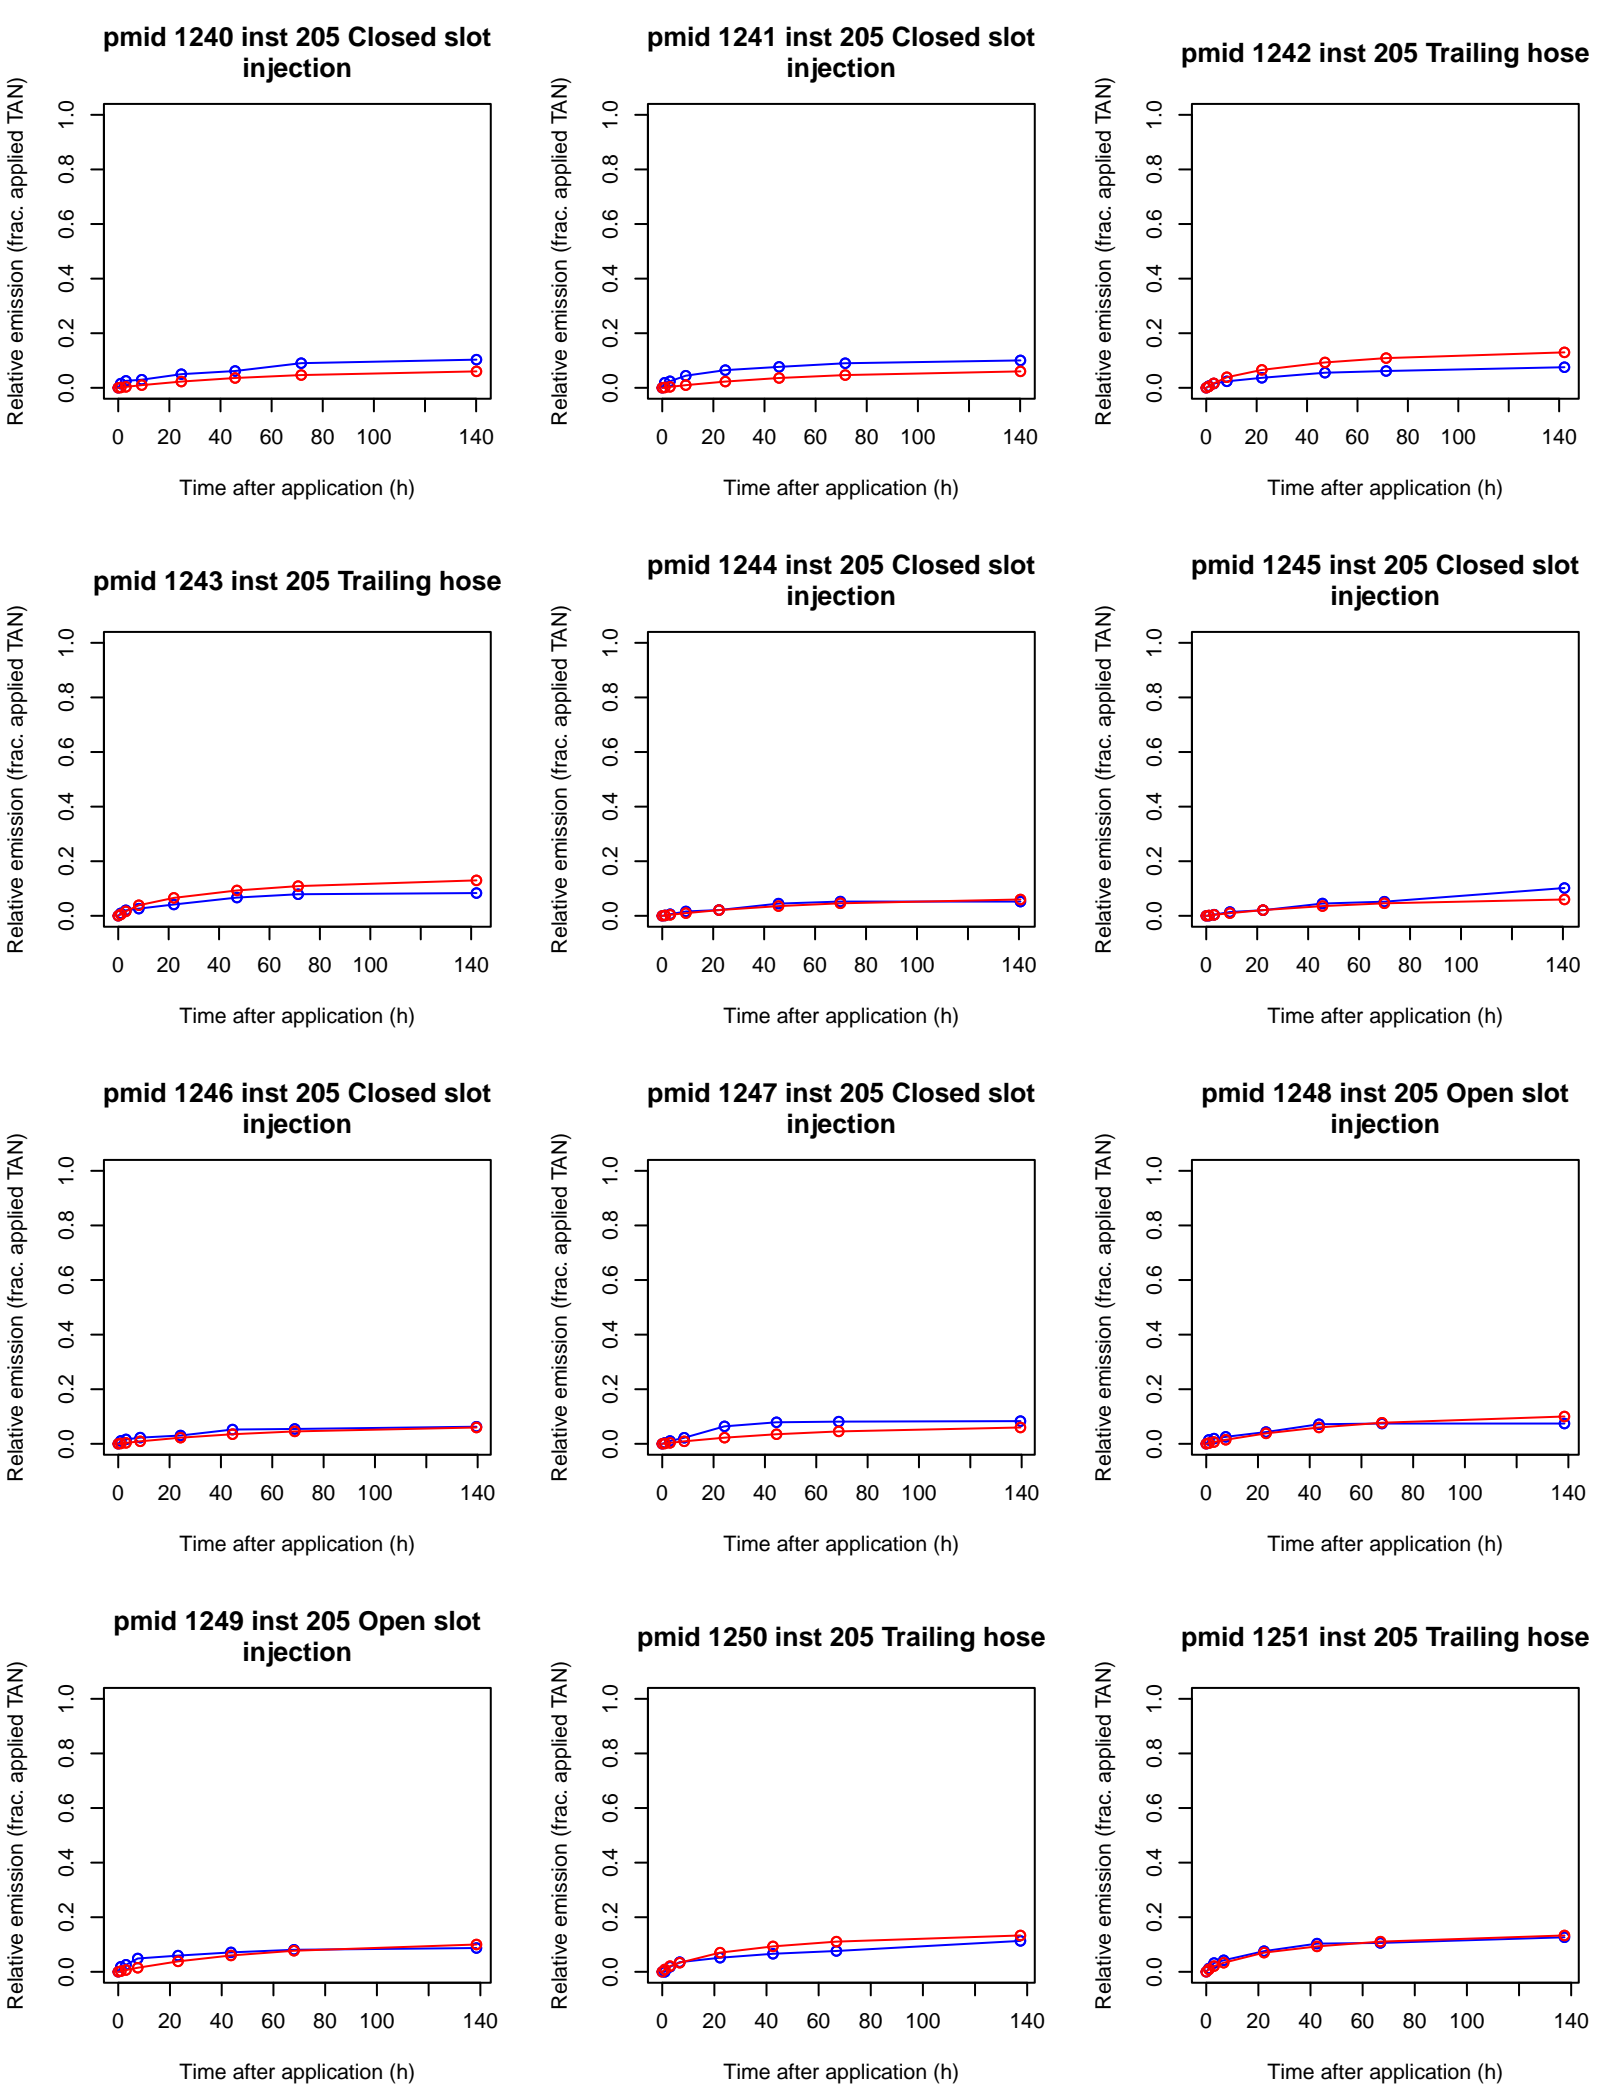 pmid 1240 inst 205 Closed slot
injection
Relative emission (frac. applied TAN)
1.0
0.8
0.6
0.4
0.2
0.0
0 20 40 60 80 100 140
Time after application (h)
pmid 1241 inst 205 Closed slot
injection
Relative emission (frac. applied TAN)
1.0
0.8
0.6
0.4
0.2
0.0
0 20 40 60 80 100 140
Time after application (h)
pmid 1242 inst 205 Trailing hose
Relative emission (frac. applied TAN)
1.0
0.8
0.6
0.4
0.2
0.0
0 20 40 60 80 100 140
Time after application (h)
pmid 1243 inst 205 Trailing hose
Relative emission (frac. applied TAN)
1.0
0.8
0.6
0.4
0.2
0.0
0 20 40 60 80 100 140
Time after application (h)
pmid 1244 inst 205 Closed slot
injection
Relative emission (frac. applied TAN)
1.0
0.8
0.6
0.4
0.2
0.0
0 20 40 60 80 100 140
Time after application (h)
pmid 1245 inst 205 Closed slot
injection
Relative emission (frac. applied TAN)
1.0
0.8
0.6
0.4
0.2
0.0
0 20 40 60 80 100 140
Time after application (h)
pmid 1246 inst 205 Closed slot
injection
Relative emission (frac. applied TAN)
1.0
0.8
0.6
0.4
0.2
0.0
0 20 40 60 80 100 140
Time after application (h)
pmid 1247 inst 205 Closed slot
injection
Relative emission (frac. applied TAN)
1.0
0.8
0.6
0.4
0.2
0.0
0 20 40 60 80 100 140
Time after application (h)
pmid 1248 inst 205 Open slot
injection
Relative emission (frac. applied TAN)
1.0
0.8
0.6
0.4
0.2
0.0
0 20 40 60 80 100 140
Time after application (h)
pmid 1249 inst 205 Open slot
injection
Relative emission (frac. applied TAN)
1.0
0.8
0.6
0.4
0.2
0.0
0 20 40 60 80 100 140
Time after application (h)
pmid 1250 inst 205 Trailing hose
Relative emission (frac. applied TAN)
1.0
0.8
0.6
0.4
0.2
0.0
0 20 40 60 80 100 140
Time after application (h)
pmid 1251 inst 205 Trailing hose
Relative emission (frac. applied TAN)
1.0
0.8
0.6
0.4
0.2
0.0
0 20 40 60 80 100 140
Time after application (h)